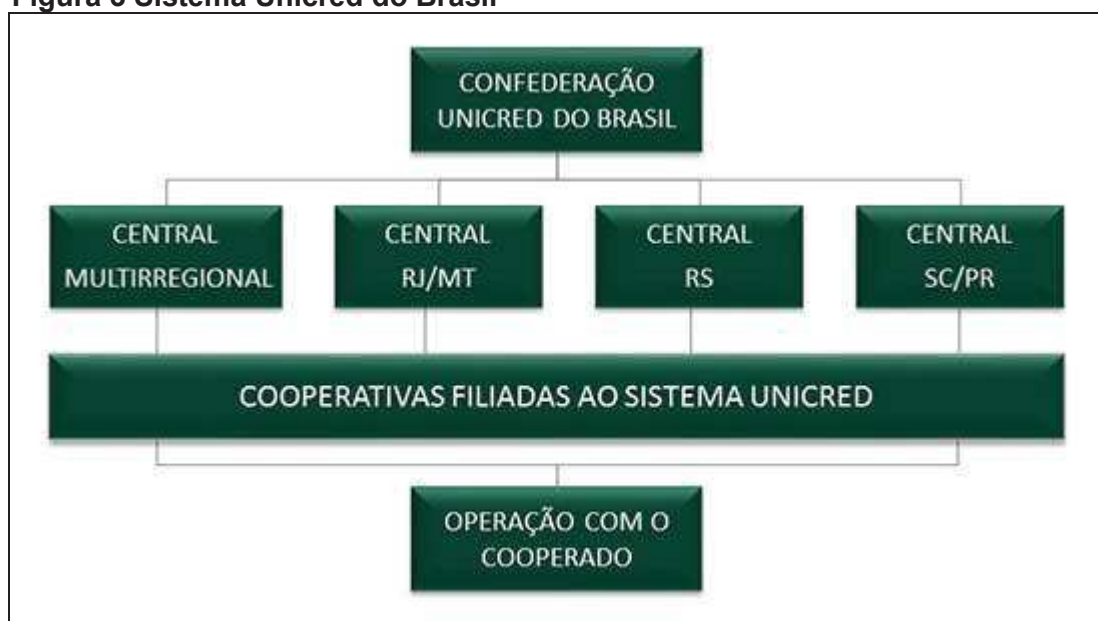 Figura 6 Sistema Unicred do Brasil
CONFEDERAÇÃO
UNICRED DO BRASIL
CENTRAL
MULTIRREGIONAL
CENTRAL
RJ/MT
CENTRAL
RS
CENTRAL
SC/PR
COOPERATIVAS FILIADAS AO SISTEMA UNICRED
OPERAÇÃO COM O
COOPERADO